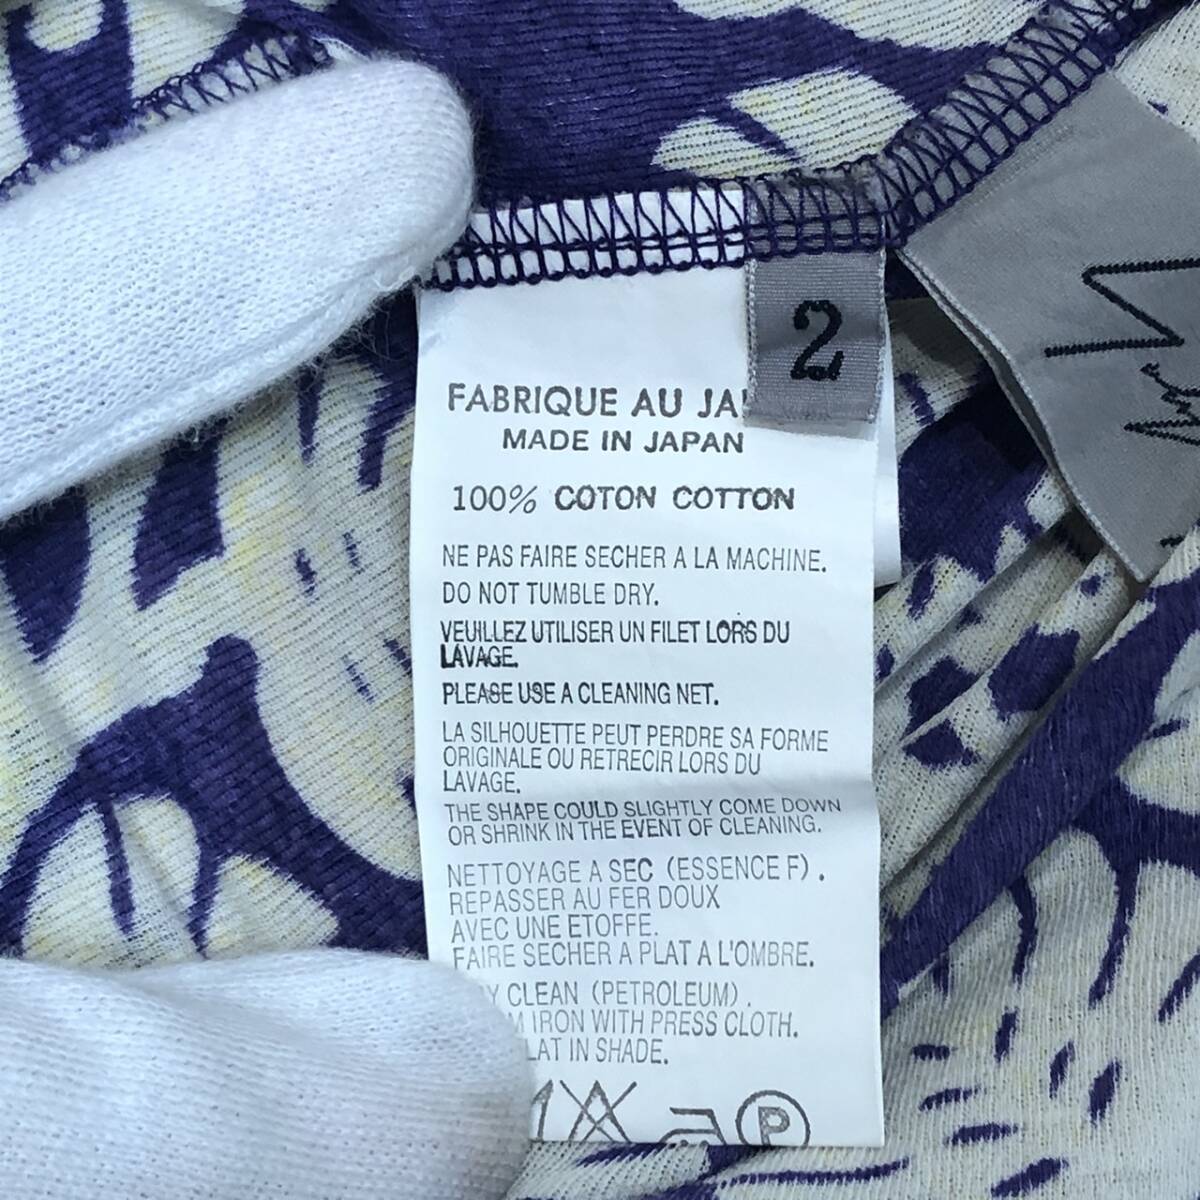 2
FABRIQUE AU
MADE IN JAPAN
100% COTON COTTON
NE PAS FAIRE SECHER A LA MACHINE.
DO NOT TUMBLE DRY.
VEUILLEZ UTILISER UN FILET LORS DU
LAVAGE.
PLEASE USE A CLEANING NET.
LA SILHOUETTE PEUT PERDRE SA FORME
ORIGINALE OU RETRECIR LORS DU
LAVAGE.
THE SHAPE COULD SLIGHTLY COME DOWN
OR SHRINK IN THE EVENT OF CLEANING.
NETTOYAGE A SEC (ESSENCE F).
REPASSER AU FER DOUX
AVEC UNE ETOFFE.
FAIRE SECHER A PLAT A L'OMBRE.
CLEAN (PETROLEUM).
IRON WITH PRESS CLOTH.
IN SHADE.
P